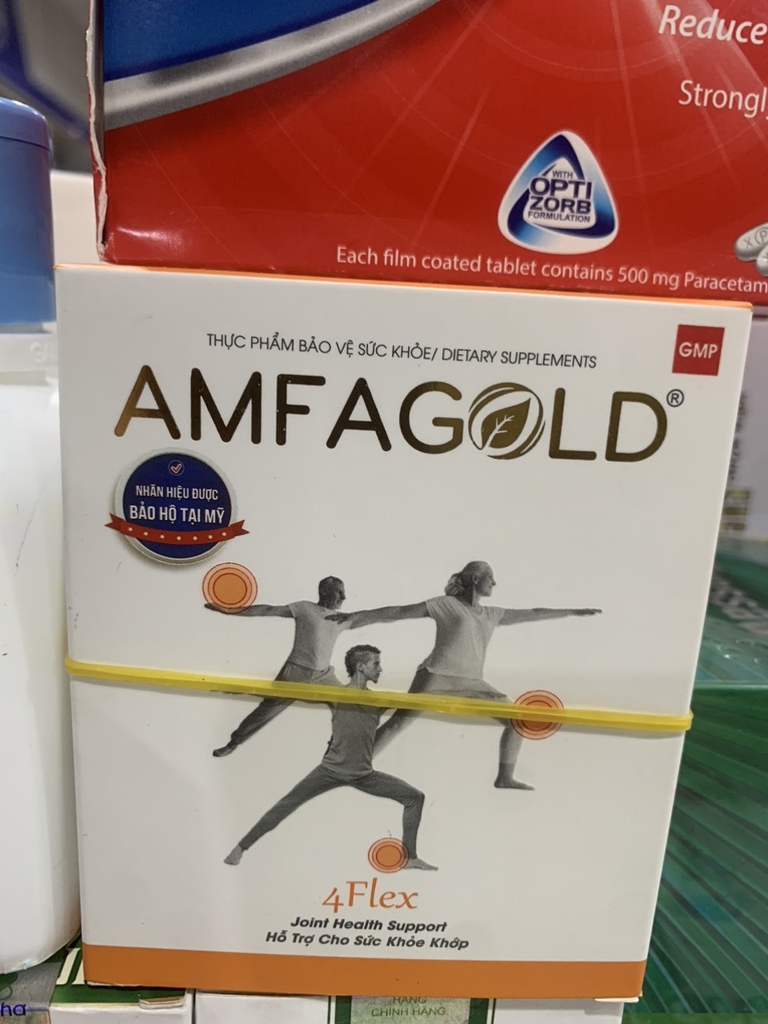 Reduce
WITH
OPTI
ZORB
FORMULATION
Each film coated tablet contains 500 mg
THỰC PHẨM BẢO VỆ SỨC KHỎE/ DIETARY SUPPLEMENTS
GMP
AMFAGOLD®
NHÃN HIỆU ĐƯỢC
BẢO HỘ TẠI MỸ
4Flex
Joint Health Support
Hỗ Trợ Cho Sức Khỏe Khớp
HÀNG
CHÍNH HÃNG